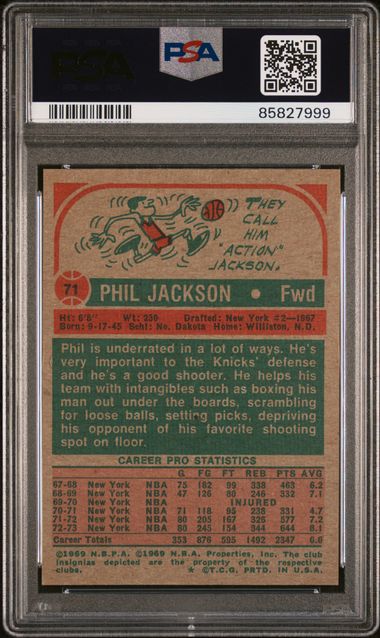 PSA
PSA
85827999
THEY
CALL
HIM
"ACTION"
JACKSON.
71 PHIL JACKSON • Fwd
Ht: 6'8" Wt: 230 Drafted: New York #2—1967
Born: 9-17-45 Schl: No. Dakota Home: Williston, N.D.
Phil is underrated in a lot of ways. He's
very important to the Knicks' defense
and he's a good shooter. He helps his
team with intangibles such as boxing his
man out under the boards, scrambling
for loose balls, setting picks, depriving
his opponent of his favorite shooting
spot on floor.
CAREER PRO STATISTICS
G FG FT REB PTS AVG
67-68 New York NBA 75 182 99 338 463 6.2
68-69 New York NBA 47 126 80 246 332 7.1
69-70 New York NBA INJURED
70-71 New York NBA 71 118 95 238 331 4.7
71-72 New York NBA 80 205 167 326 577 7.2
72-73 New York NBA 80 245 154 344 644 8.1
Career Totals 353 876 595 1492 2347 6.6
©1969 N.B.P.A. ©1969 N.B.A. Properties, Inc. The club
insignias depicted are the property of the respective
clubs. * ©T.C.G. PRTD. IN U.S.A.